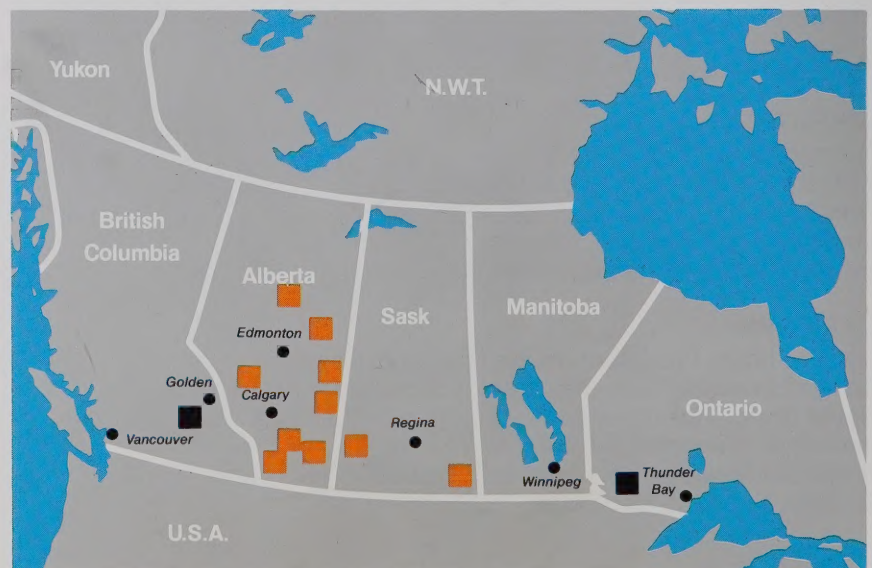 Yukon
N.W.T.
British
Columbia
Alberta
Sask
Manitoba
Edmonton
Golden
Calgary
Vancouver
Regina
Ontario
Winnipeg
Thunder
Bay
U.S.A.